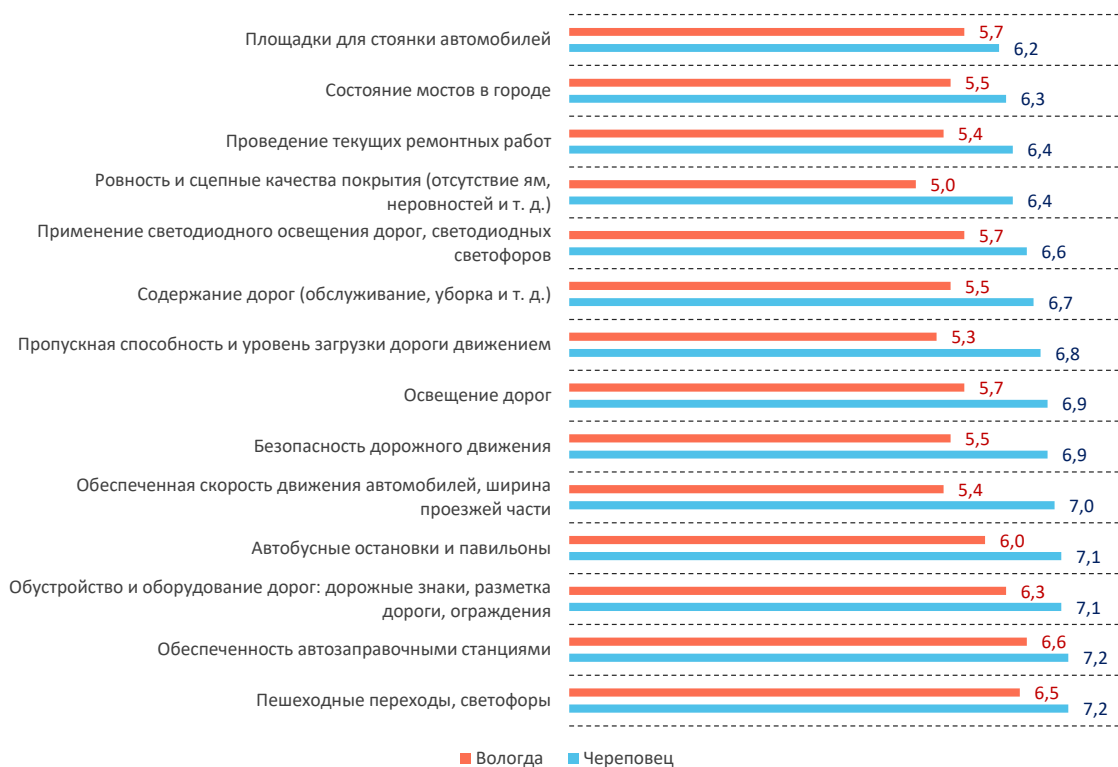 Площадки для стоянки автомобилей
5,7
6,2
Состояние мостов в городе
5,5
6,3
Проведение текущих ремонтных работ
5,4
6,4
Ровность и сцепные качества покрытия (отсутствие ям,
неровностей и т. д.)
5,0
6,4
Применение светодиодного освещения дорог, светодиодных
светофоров
5,7
6,6
Содержание дорог (обслуживание, уборка и т. д.)
5,5
6,7
Пропускная способность и уровень загрузки дороги движением
5,3
6,8
Освещение дорог
5,7
6,9
Безопасность дорожного движения
5,5
6,9
Обеспеченная скорость движения автомобилей, ширина
проезжей части
5,4
7,0
Автобусные остановки и павильоны
6,0
7,1
Обустройство и оборудование дорог: дорожные знаки, разметка
дороги, ограждения
6,3
7,1
Обеспеченность автозаправочными станциями
6,6
7,2
Пешеходные переходы, светофоры
6,5
7,2
Вологда Череповец